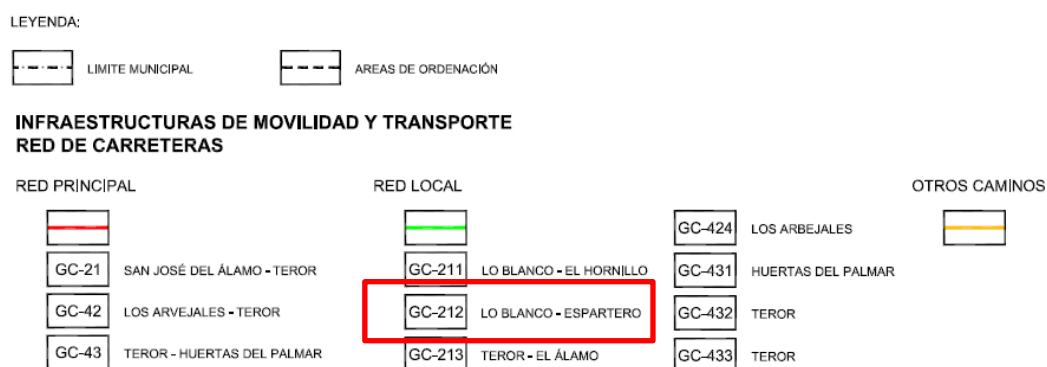 LEYENDA:
LIMITE MUNICIPAL
AREAS DE ORDENACIÓN
INFRAESTRUCTURAS DE MOVILIDAD Y TRANSPORTE
RED DE CARRETERAS
RED PRINCIPAL
GC-21 SAN JOSÉ DEL ÁLAMO - TEROR
GC-42 LOS ARVEJALES - TEROR
GC-43 TEROR - HUERTAS DEL PALMAR
RED LOCAL
GC-211 LO BLANCO - EL HORNILLO
GC-212 LO BLANCO - ESPARTERO
GC-213 TEROR - EL ÁLAMO
GC-424 LOS ARBEJALES
GC-431 HUERTAS DEL PALMAR
GC-432 TEROR
GC-433 TEROR
OTROS CAMINOS